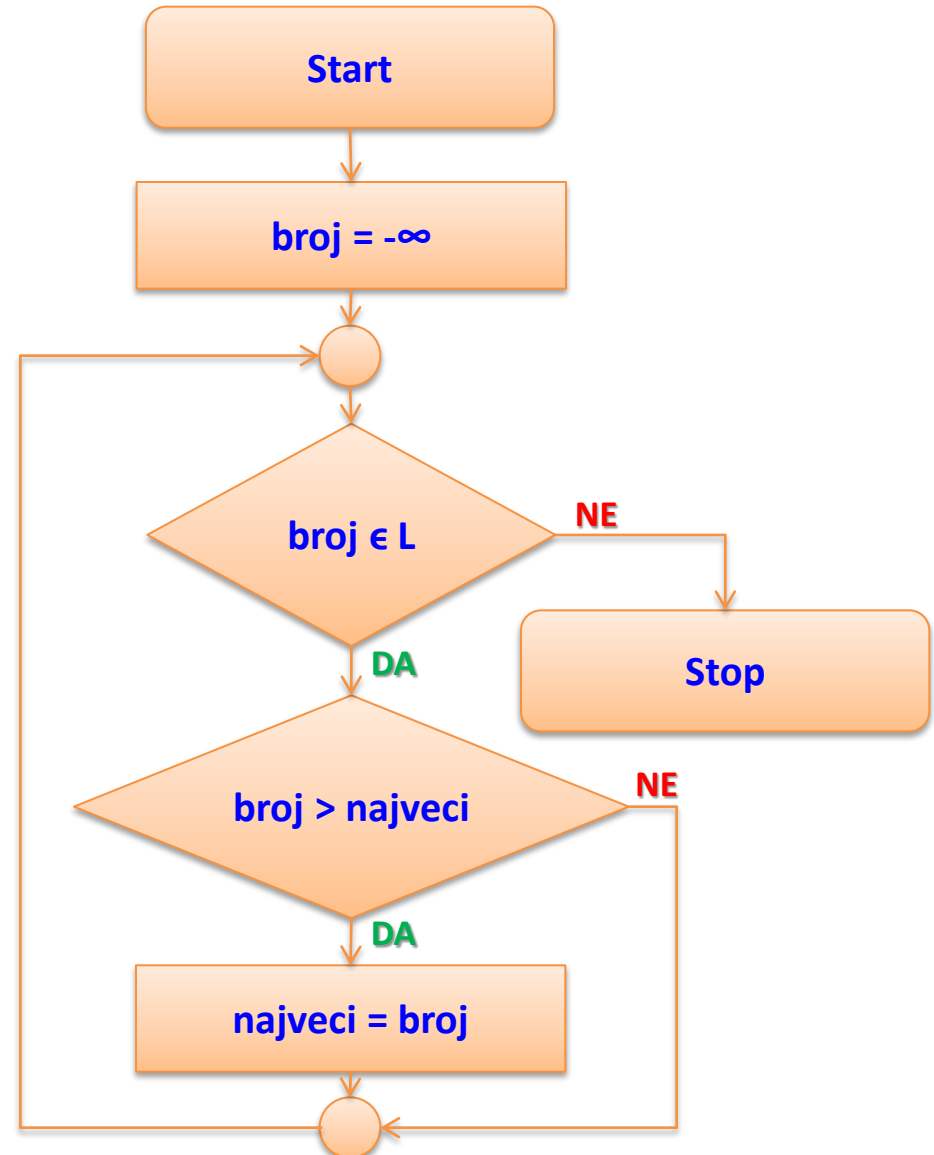 Start
broj = -∞
broj є L
NE
Stop
DA
broj > najveci
NE
DA
najveci = broj